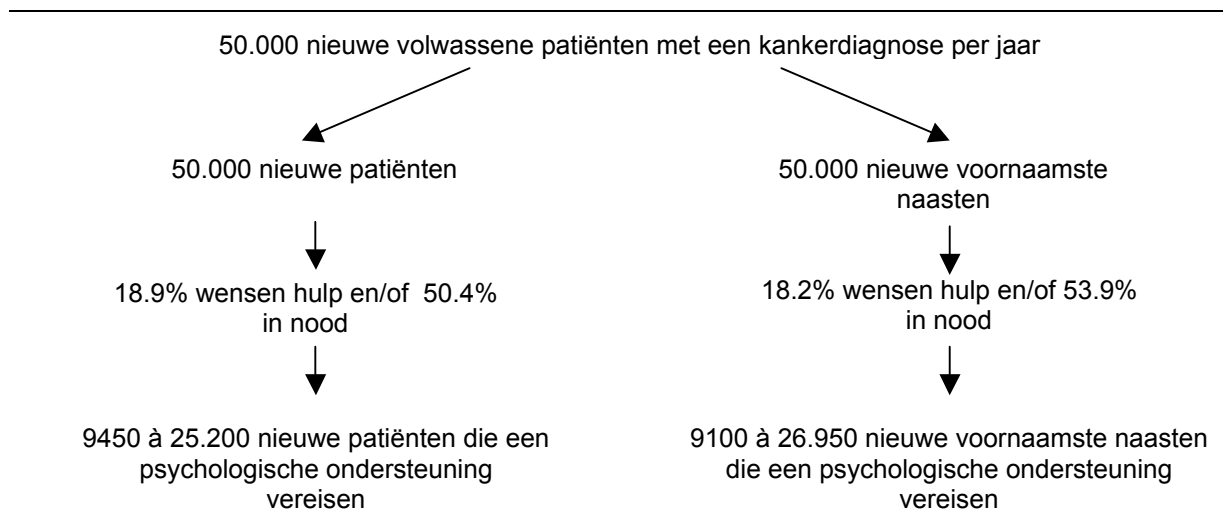 50.000 nieuwe volwassene patiënten met een kankerdiagnose per jaar
50.000 nieuwe patiënten
50.000 nieuwe voornaamste
naasten
18.9% wensen hulp en/of 50.4%
in nood
18.2% wensen hulp en/of 53.9%
in nood
9450 à 25.200 nieuwe patiënten die een
psychologische ondersteuning
vereisen
9100 à 26.950 nieuwe voornaamste naasten
die een psychologische ondersteuning
vereisen